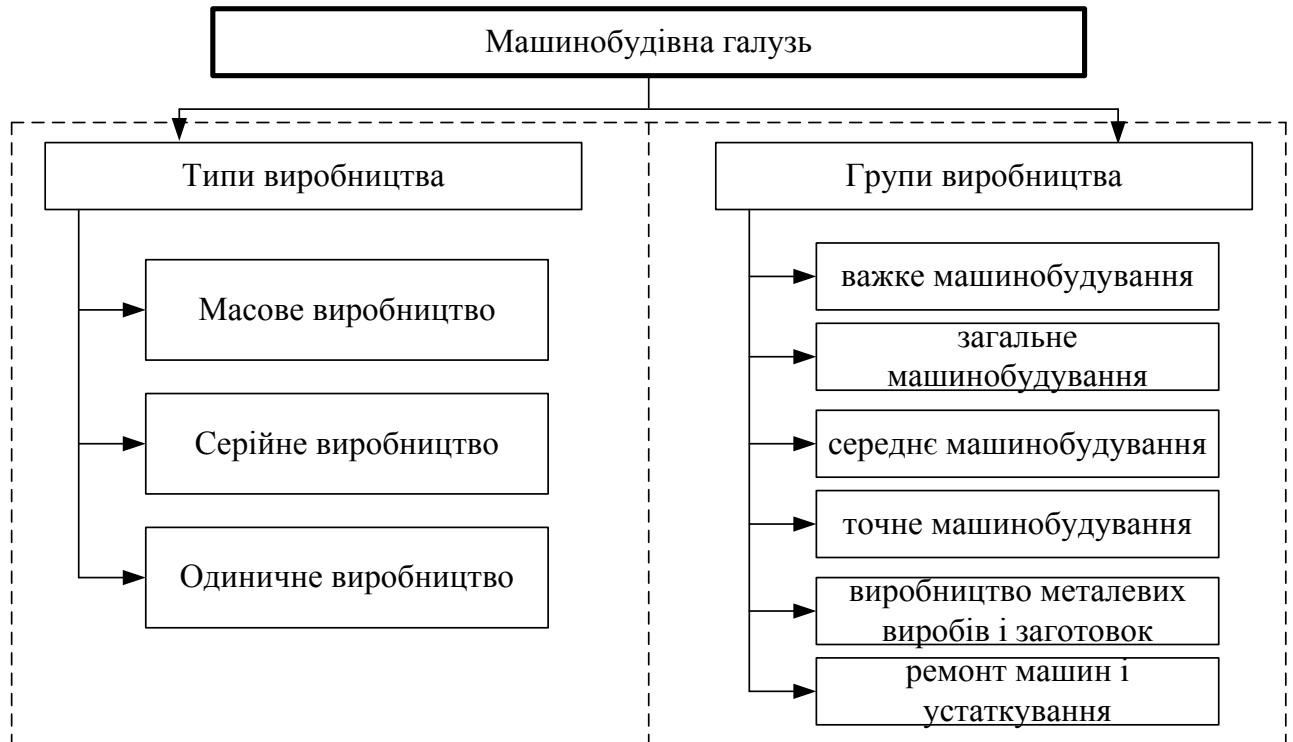 Машинобудівна галузь
Типи виробництва
Масове виробництво
Серійне виробництво
Одиничне виробництво
Групи виробництва
важке машинобудування
загальне
машинобудування
середнє машинобудування
точне машинобудування
виробництво металевих
виробів і заготовок
ремонт машин і
устаткування